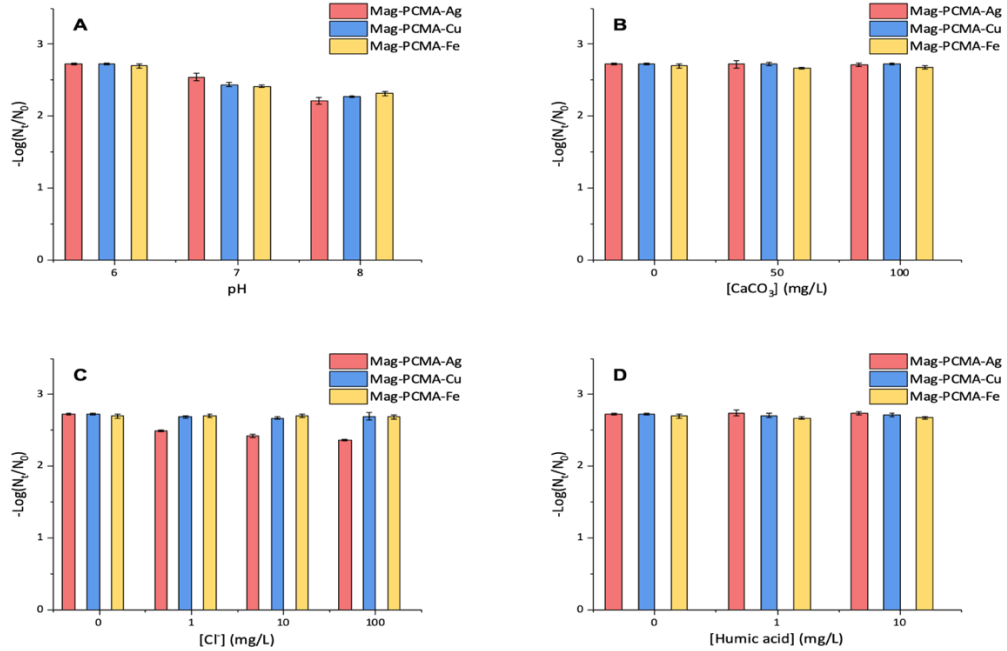 A
Mag-PCMA-Ag
Mag-PCMA-Cu
Mag-PCMA-Fe
3
2
1
0
-Log(Nₜ/N₀)
6 7 8
pH
B
Mag-PCMA-Ag
Mag-PCMA-Cu
Mag-PCMA-Fe
3
2
1
0
-Log(Nₜ/N₀)
0 50 100
[CaCO₃] (mg/L)
C
Mag-PCMA-Ag
Mag-PCMA-Cu
Mag-PCMA-Fe
3
2
1
0
-Log(Nₜ/N₀)
0 1 10 100
[Cl⁻] (mg/L)
D
Mag-PCMA-Ag
Mag-PCMA-Cu
Mag-PCMA-Fe
3
2
1
0
-Log(Nₜ/N₀)
0 1 10
[Humic acid] (mg/L)